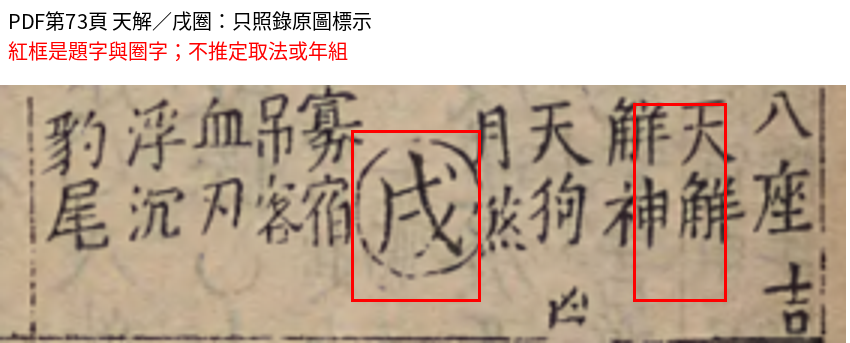 PDF第73頁 天解／戌圈：只照錄原圖標示
紅框是題字與圈字；不推定取法或年組
八座 吉
天解
解神
天狗 凶
月煞
戌
寡宿
吊客
血刃
浮沉
豹尾